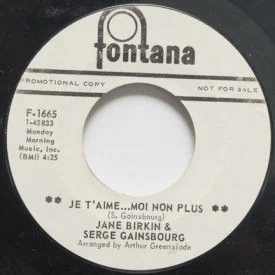 fontana
PROMOTIONAL COPY
NOT FOR SALE
F-1665
1-45833
Monday
Morning
Music, Inc.
(BMI) 4:25
** JE T'AIME...MOI NON PLUS **
(S. Gainsbourg)
JANE BIRKIN &
SERGE GAINSBOURG
Arranged by Arthur Greenslade